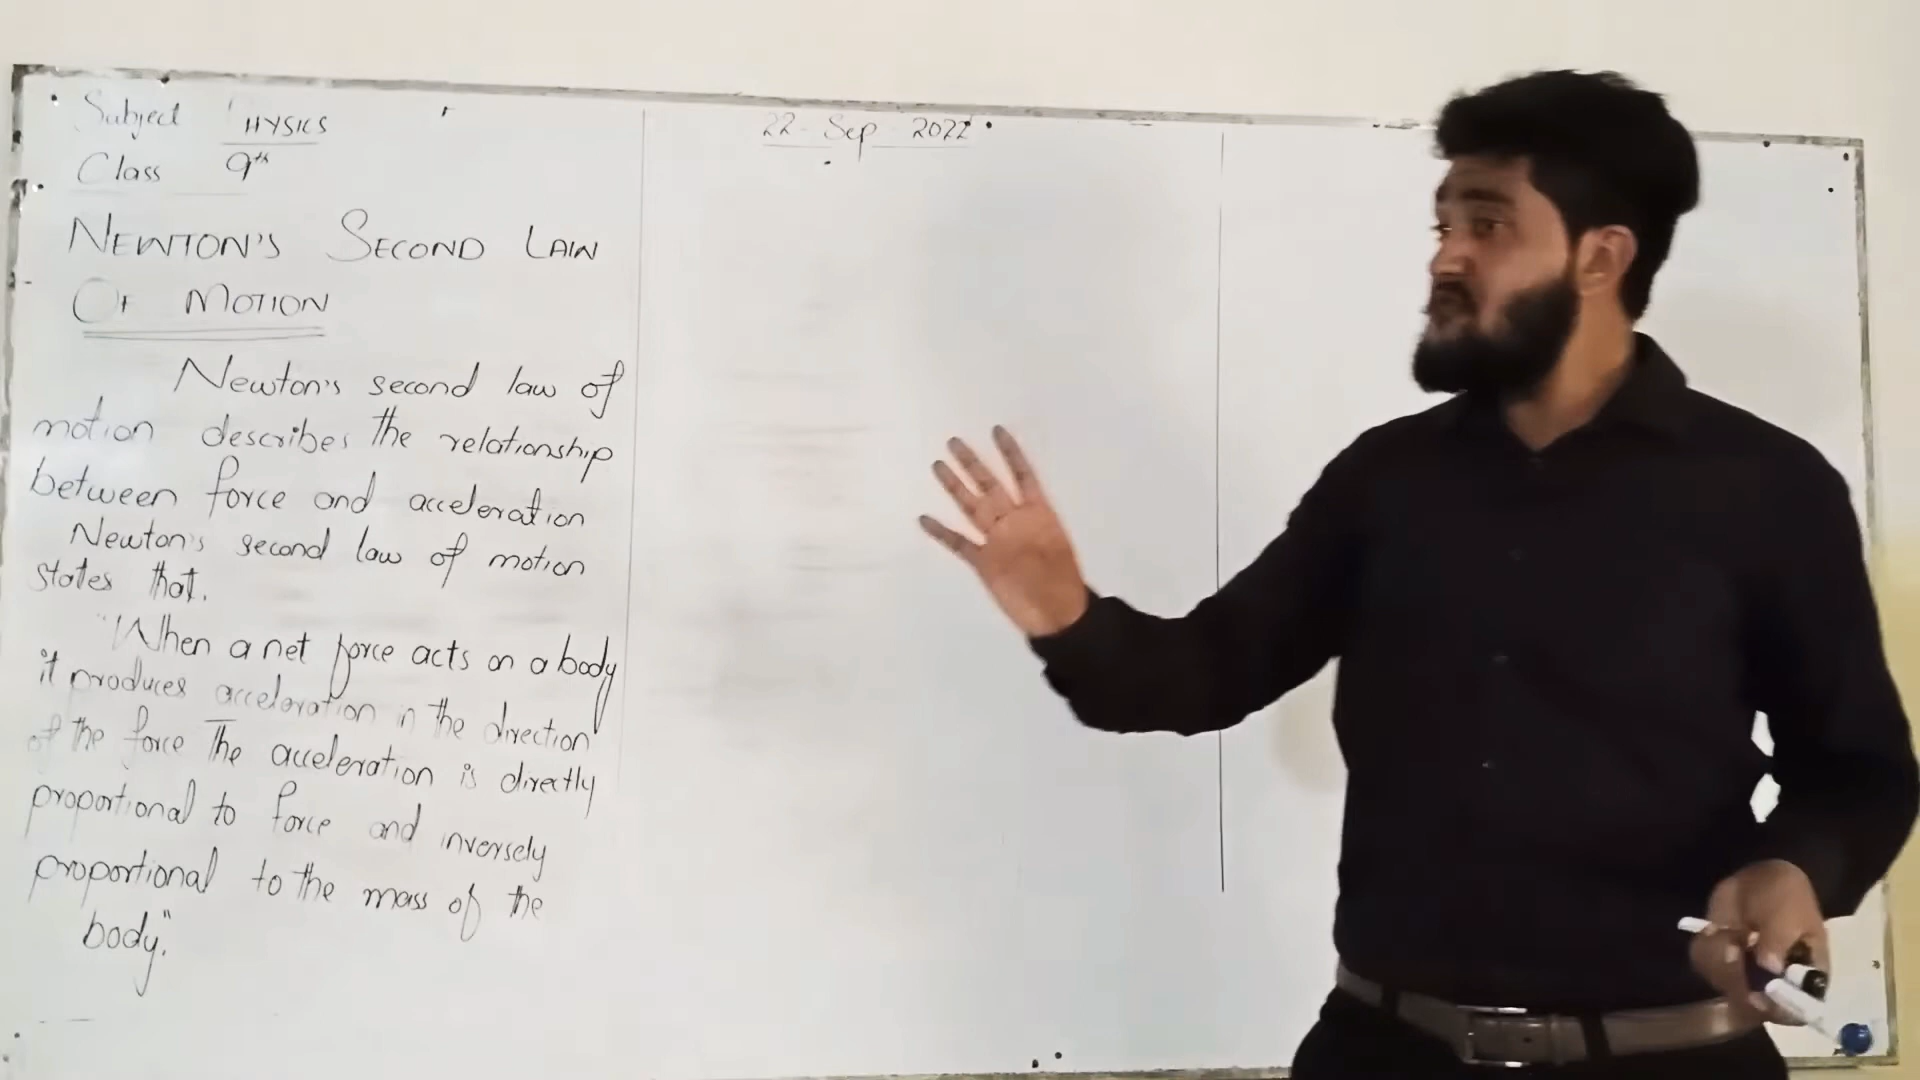 Subject PHYSICS
Class 9th
22 - Sep 2022
NEWTON'S SECOND LAW
OF MOTION
Newton's second law of
motion describes the relationship
between force and acceleration
Newton's second law of motion
states that.
"When a net force acts on a body
it produces acceleration in the direction
of the force The acceleration is directly
proportional to force and inversely
proportional to the mass of the
body."